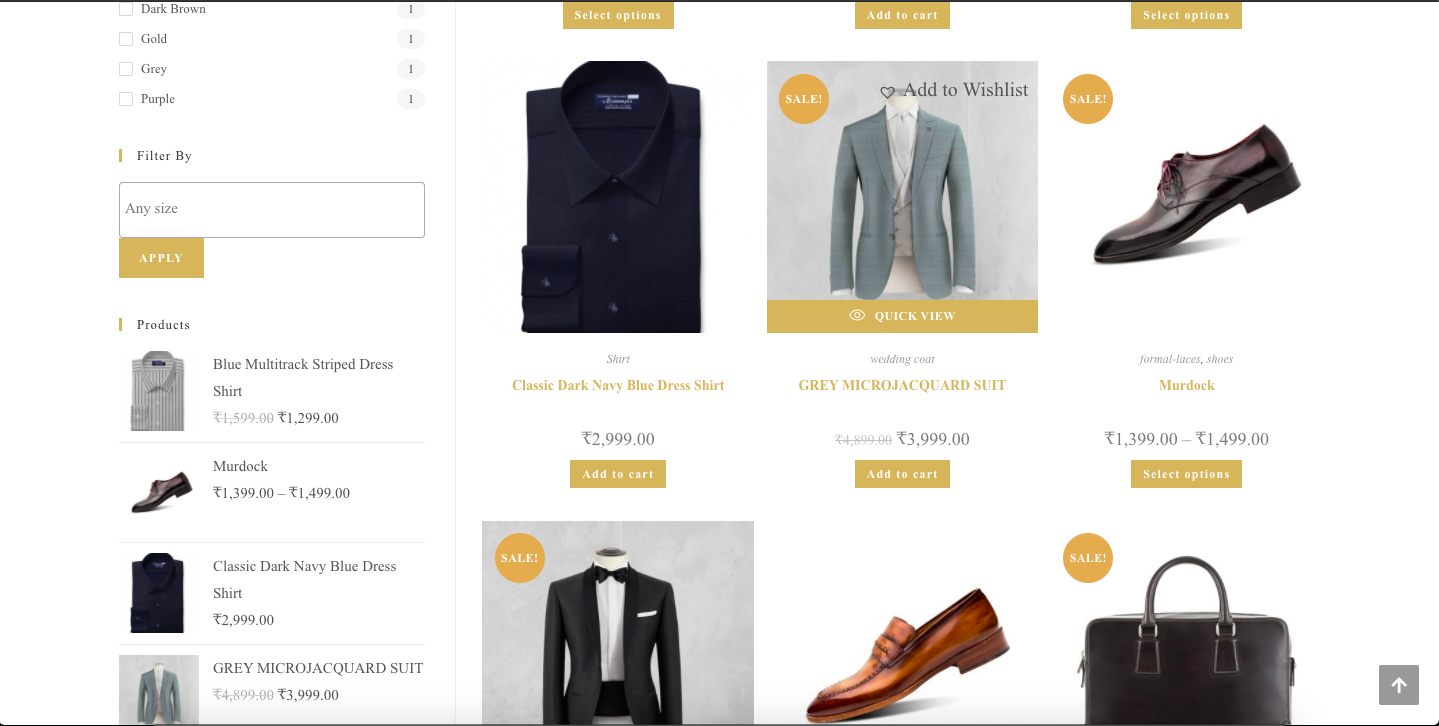 Dark Brown 1
Gold 1
Grey 1
Purple 1
Filter By
Any size
APPLY
Products
Blue Multitrack Striped Dress
Shirt
₹1,599.00 ₹1,299.00
Murdock
₹1,399.00 – ₹1,499.00
Classic Dark Navy Blue Dress
Shirt
₹2,999.00
GREY MICROJACQUARD SUIT
₹4,899.00 ₹3,999.00
Select options
Add to cart
Select options
SALE!
Add to Wishlist
SALE!
QUICK VIEW
Shirt
wedding coat
formal-laces, shoes
Classic Dark Navy Blue Dress Shirt
GREY MICROJACQUARD SUIT
Murdock
₹2,999.00
₹4,899.00 ₹3,999.00
₹1,399.00 – ₹1,499.00
Add to cart
Add to cart
Select options
SALE!
SALE!